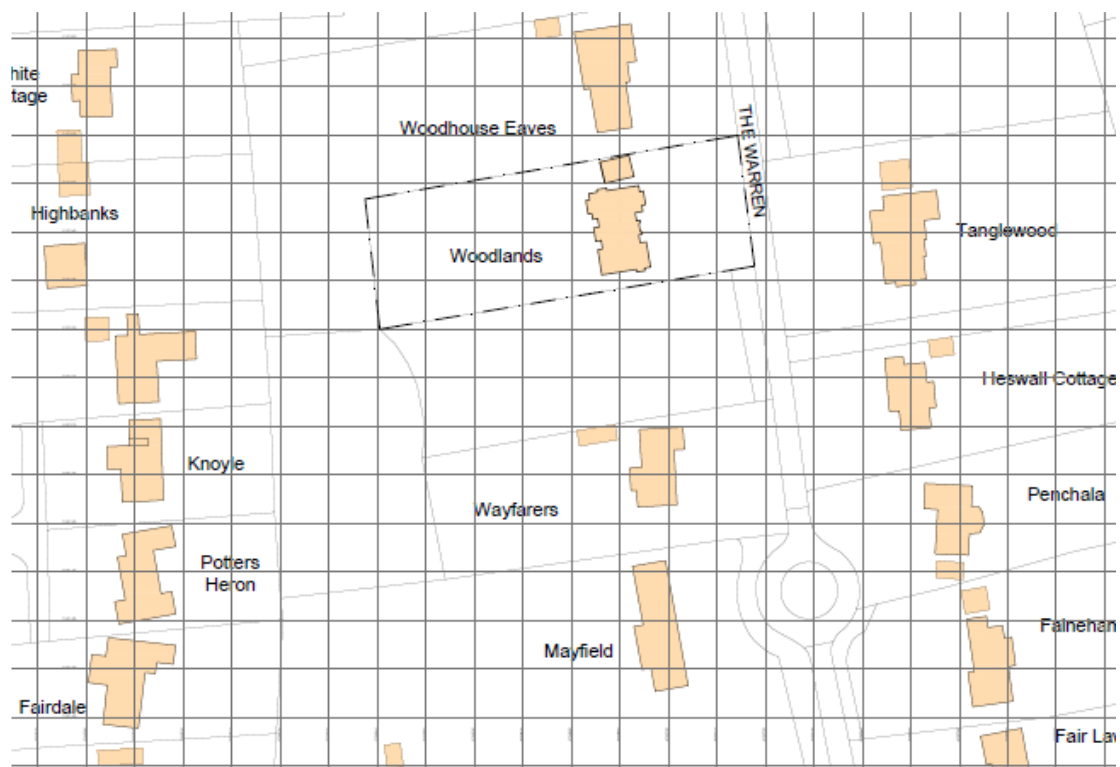 hite
tage
Woodhouse Eaves
THE WARREN
Highbanks
Woodlands
Tanglewood
Heswall Cottage
Knoyle
Wayfarers
Penchala
Potters
Heron
Mayfield
Faineham
Fairdale
Fair Law